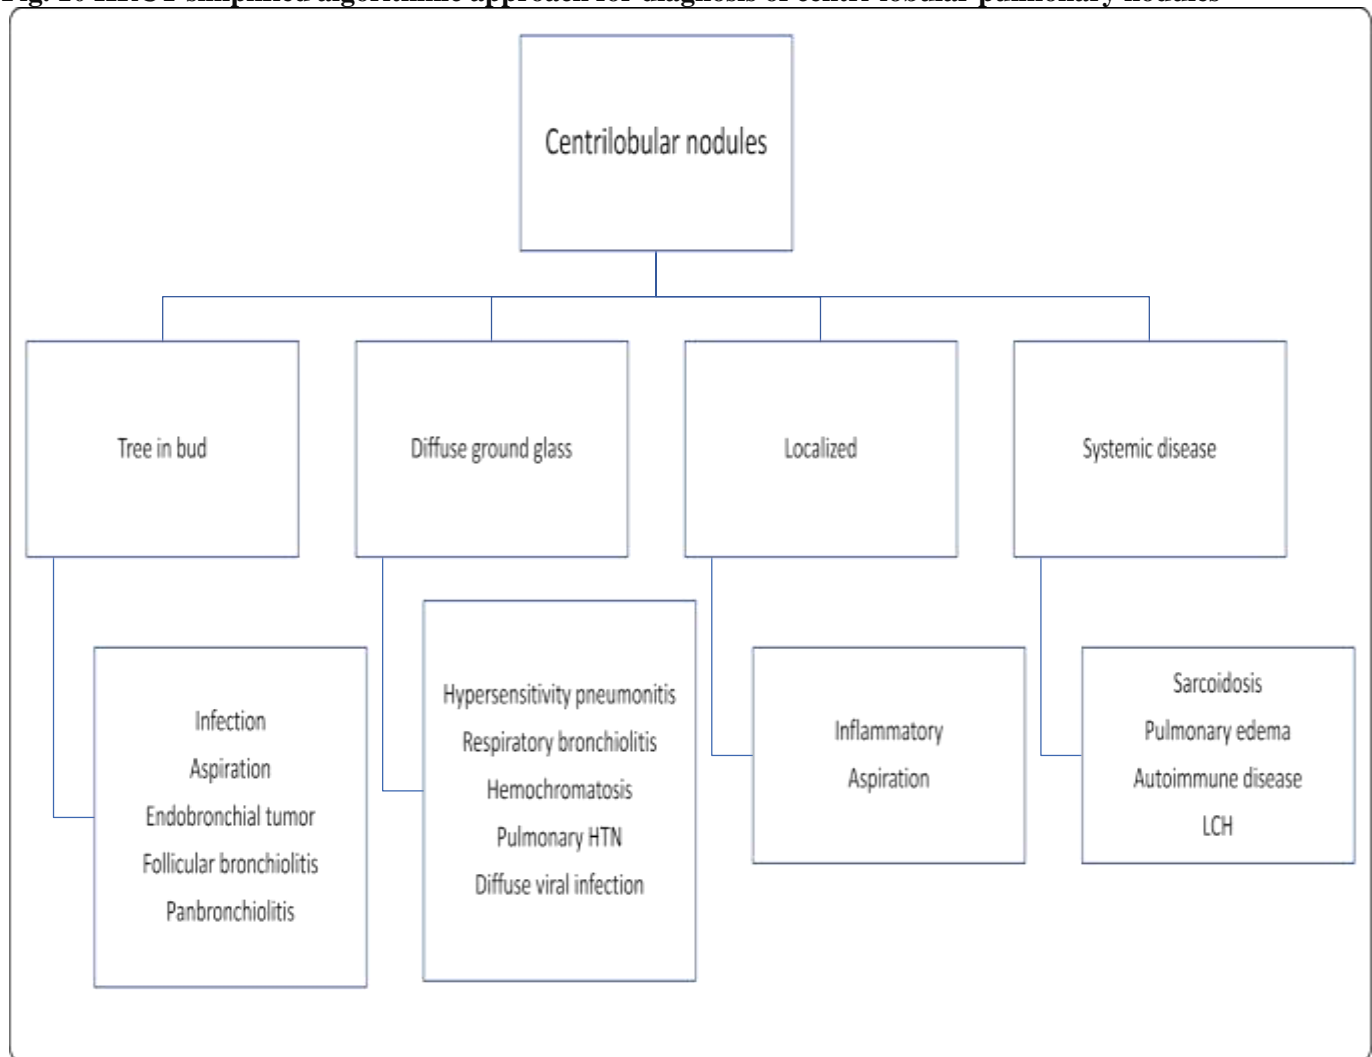 Centrilobular nodules
Tree in bud
Diffuse ground glass
Localized
Systemic disease
Infection
Aspiration
Endobronchial tumor
Follicular bronchiolitis
Panbronchiolitis
Hypersensitivity pneumonitis
Respiratory bronchiolitis
Hemochromatosis
Pulmonary HTN
Diffuse viral infection
Inflammatory
Aspiration
Sarcoidosis
Pulmonary edema
Autoimmune disease
LCH